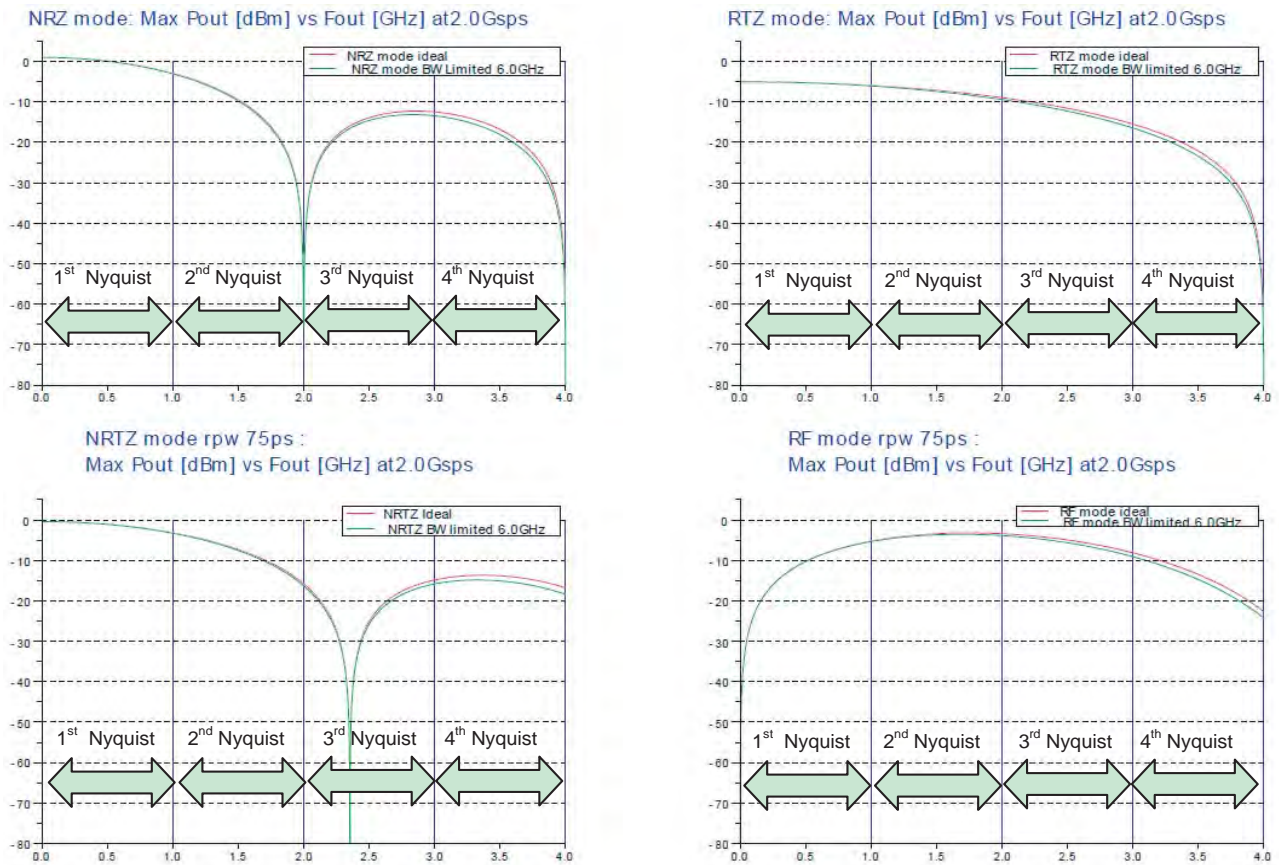 NRZ mode: Max Pout [dBm] vs Fout [GHz] at2.0Gsps
NRZ mode ideal
NRZ mode BW Limited 6.0GHz
0
-10
-20
-30
-40
-50
-60
-70
-80
1st Nyquist
2nd Nyquist
3rd Nyquist
4th Nyquist
0.0 0.5 1.0 1.5 2.0 2.5 3.0 3.5 4.0
RTZ mode: Max Pout [dBm] vs Fout [GHz] at2.0Gsps
RTZ mode ideal
RTZ mode BW limited 6.0GHz
0
-10
-20
-30
-40
-50
-60
-70
-80
1st Nyquist
2nd Nyquist
3rd Nyquist
4th Nyquist
0.0 0.5 1.0 1.5 2.0 2.5 3.0 3.5 4.0
NRTZ mode rpw 75ps :
Max Pout [dBm] vs Fout [GHz] at2.0Gsps
NRTZ Ideal
NRTZ BW limited 6.0GHz
0
-10
-20
-30
-40
-50
-60
-70
-80
1st Nyquist
2nd Nyquist
3rd Nyquist
4th Nyquist
0.0 0.5 1.0 1.5 2.0 2.5 3.0 3.5 4.0
RF mode rpw 75ps :
Max Pout [dBm] vs Fout [GHz] at2.0Gsps
RF mode ideal
RF mode BW limited 6.0GHz
0
-10
-20
-30
-40
-50
-60
-70
-80
1st Nyquist
2nd Nyquist
3rd Nyquist
4th Nyquist
0.0 0.5 1.0 1.5 2.0 2.5 3.0 3.5 4.0